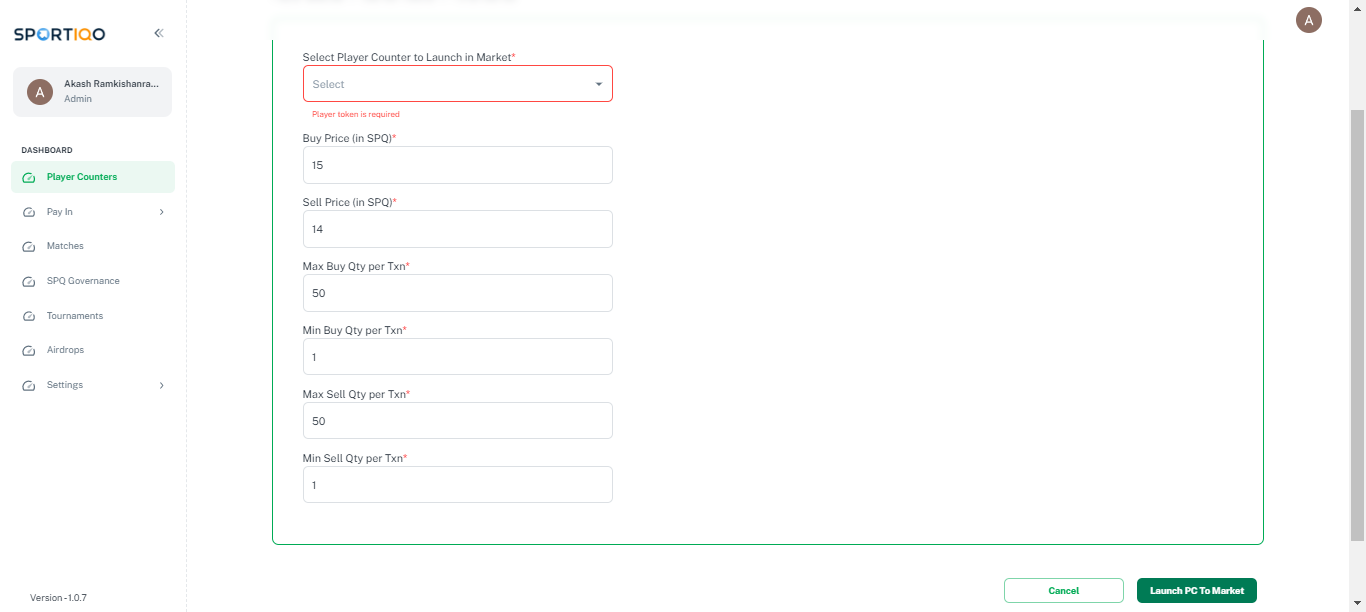 SPORTIQO
A
Akash Ramkishanra...
Admin
DASHBOARD
Player Counters
Pay In
Matches
SPQ Governance
Tournaments
Airdrops
Settings
Version -1.0.7
A
Select Player Counter to Launch in Market*
Select
Player token is required
Buy Price (in SPQ)*
15
Sell Price (in SPQ)*
14
Max Buy Qty per Txn*
50
Min Buy Qty per Txn*
1
Max Sell Qty per Txn*
50
Min Sell Qty per Txn*
1
Cancel
Launch PC To Market